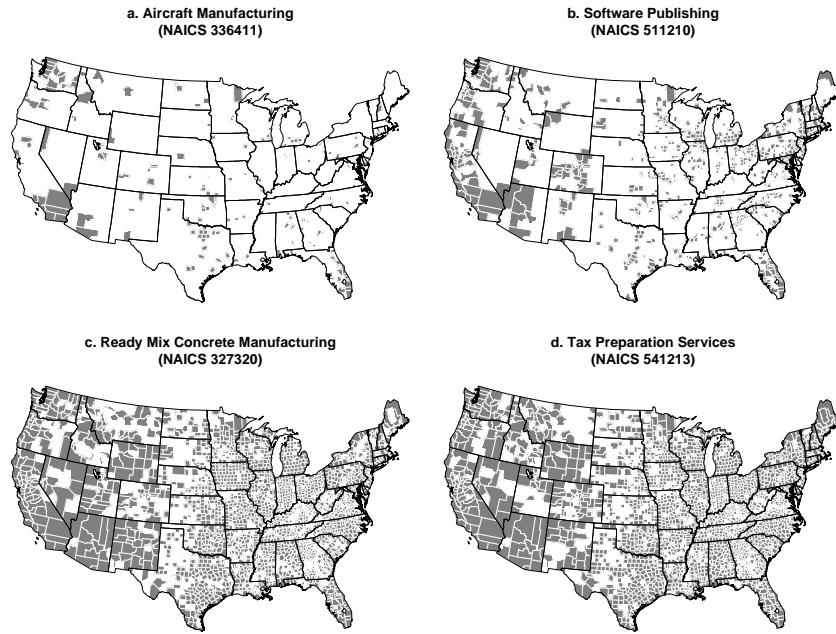 a. Aircraft Manufacturing
(NAICS 336411)
b. Software Publishing
(NAICS 511210)
c. Ready Mix Concrete Manufacturing
(NAICS 327320)
d. Tax Preparation Services
(NAICS 541213)